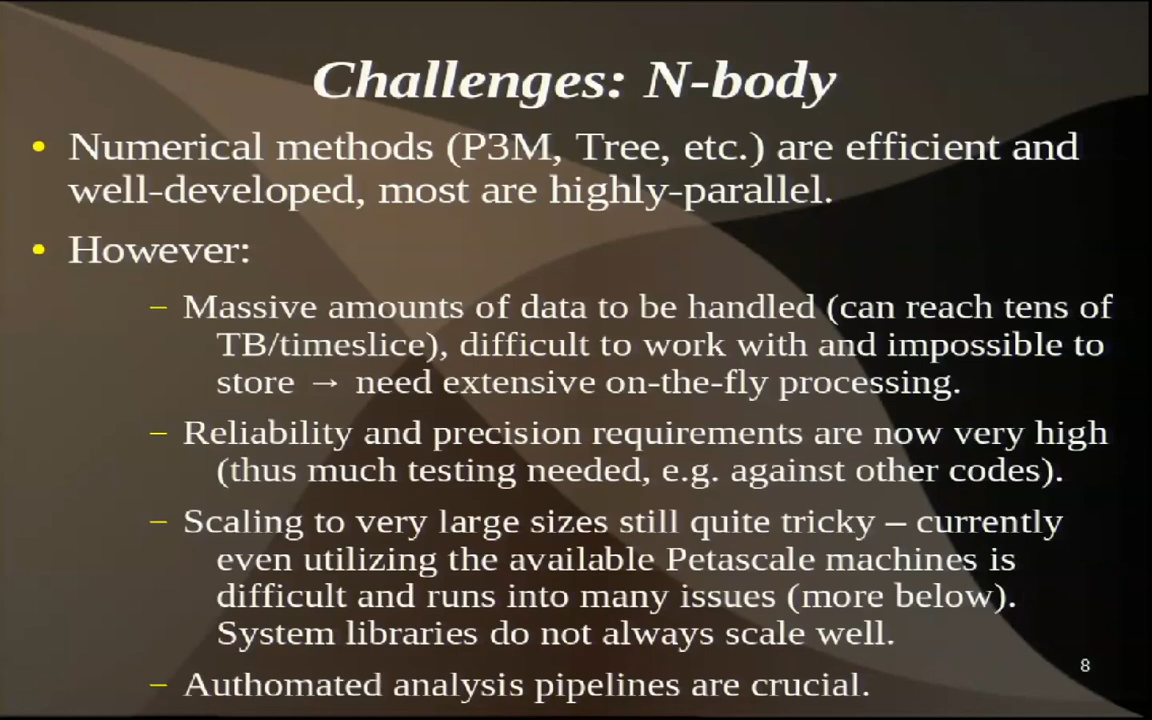 Challenges: N-body
• Numerical methods (P3M, Tree, etc.) are efficient and
well-developed, most are highly-parallel.
• However:
– Massive amounts of data to be handled (can reach tens of
TB/timeslice), difficult to work with and impossible to
store → need extensive on-the-fly processing.
– Reliability and precision requirements are now very high
(thus much testing needed, e.g. against other codes).
– Scaling to very large sizes still quite tricky – currently
even utilizing the available Petascale machines is
difficult and runs into many issues (more below).
System libraries do not always scale well.
– Authomated analysis pipelines are crucial.
8